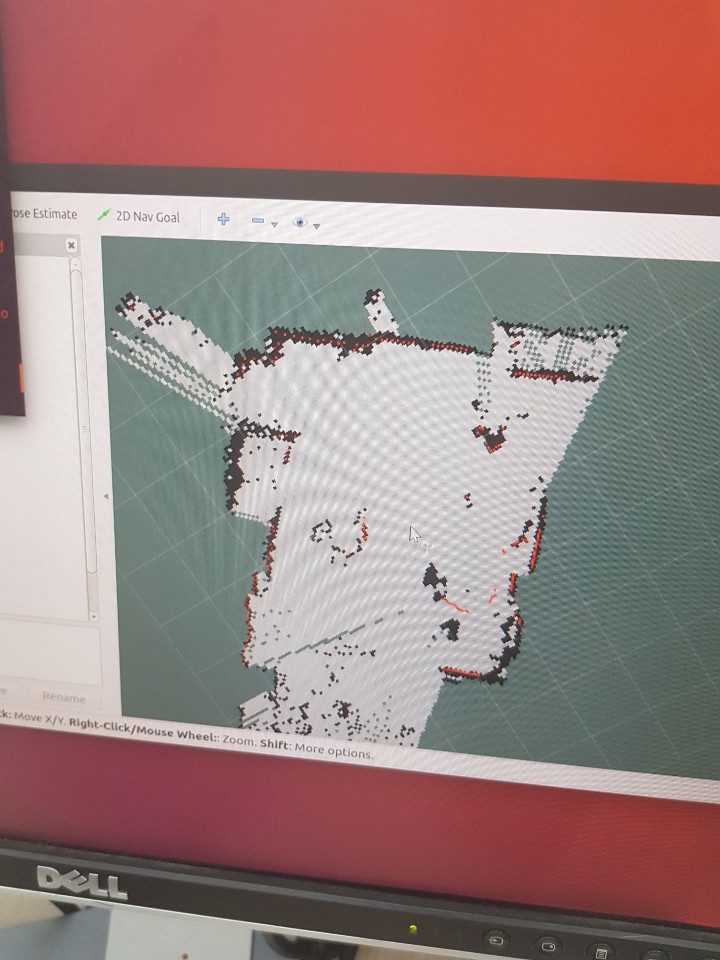 ose Estimate 2D Nav Goal
Rename
ck: Move X/Y. Right-Click/Mouse Wheel:: Zoom. Shift: More options.
DELL